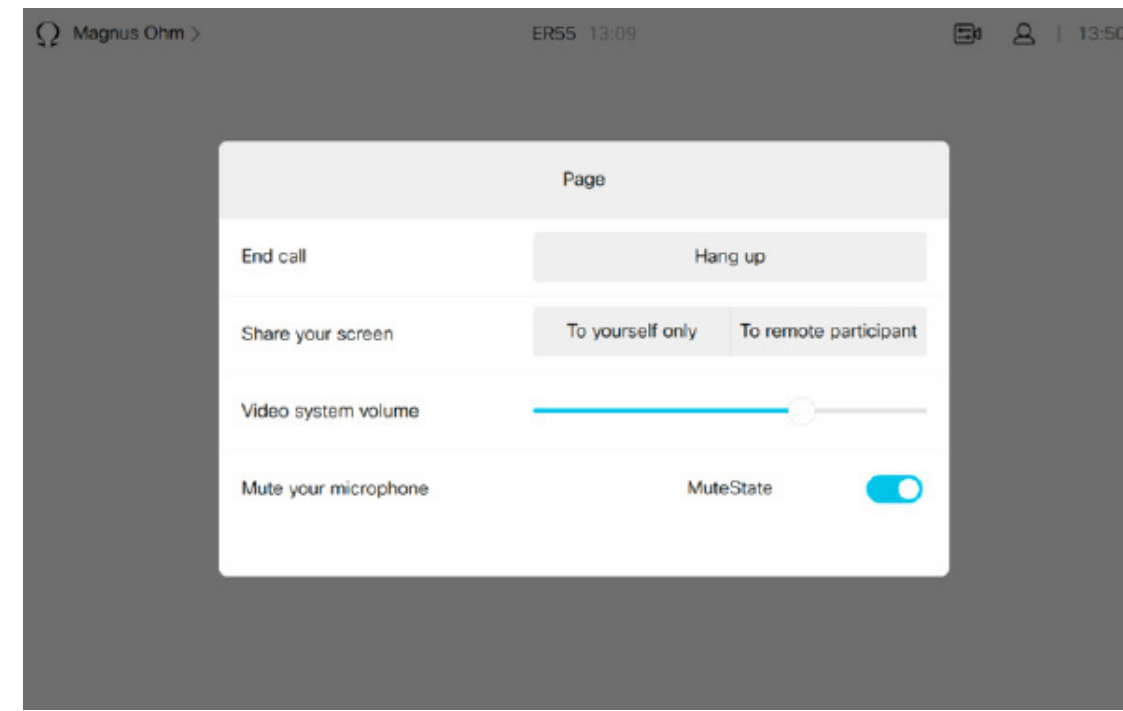 Magnus Ohm >
ER55 13:09
13:50
Page
End call
Hang up
Share your screen
To yourself only
To remote participant
Video system volume
Mute your microphone
MuteState